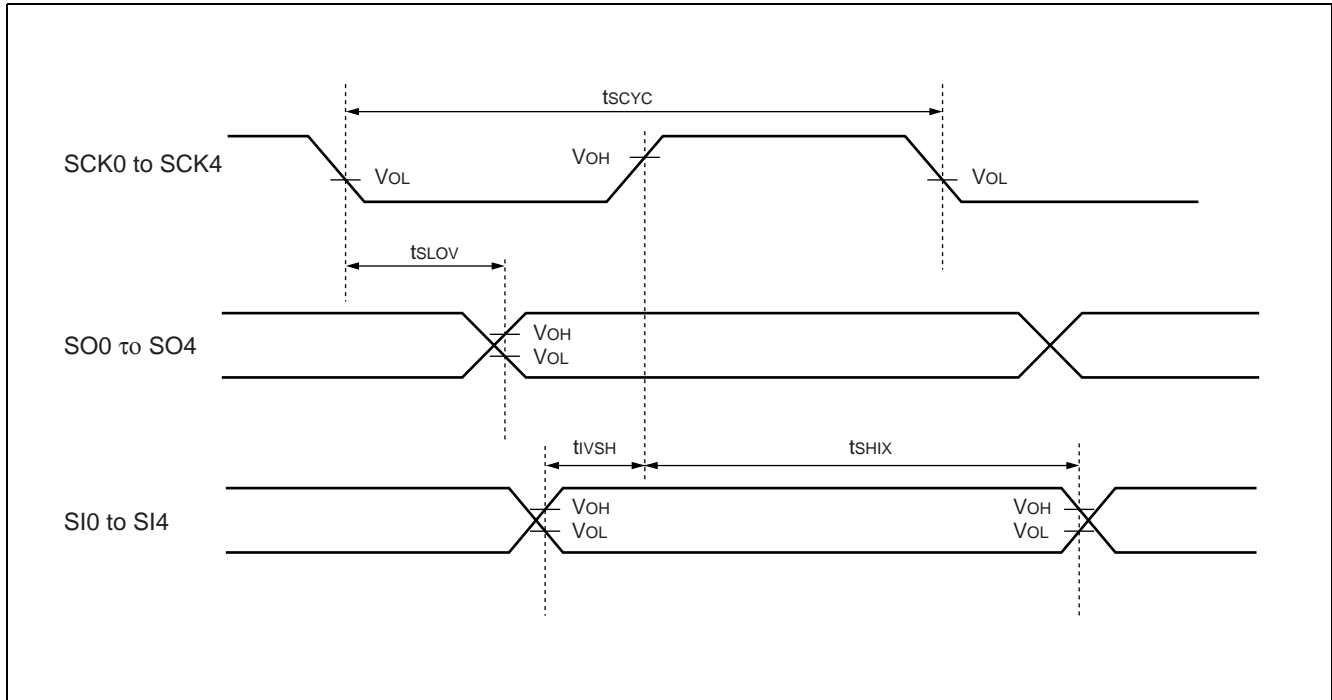 tSCYC
SCK0 to SCK4
VOH
VOL
VOL
tSLOV
SO0 το SO4
VOH
VOL
tIVSH
tSHIX
SI0 to SI4
VOH
VOH
VOL
VOL